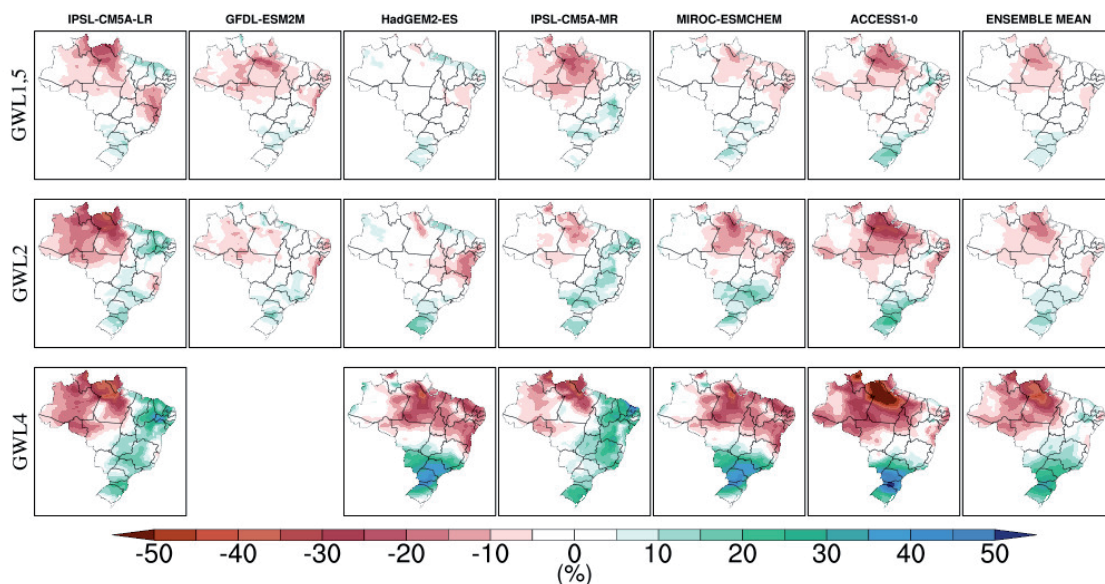 IPSL-CM5A-LR GFDL-ESM2M HadGEM2-ES IPSL-CM5A-MR MIROC-ESMCHEM ACCESS1-0 ENSEMBLE MEAN
GWL1,5
GWL2
GWL4
-50 -40 -30 -20 -10 0 10 20 30 40 50
(%)